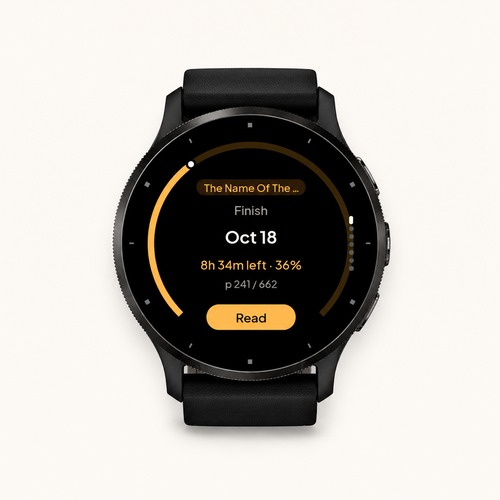 The Name Of The ...
Finish
Oct 18
8h 34m left · 36%
p 241 / 662
Read